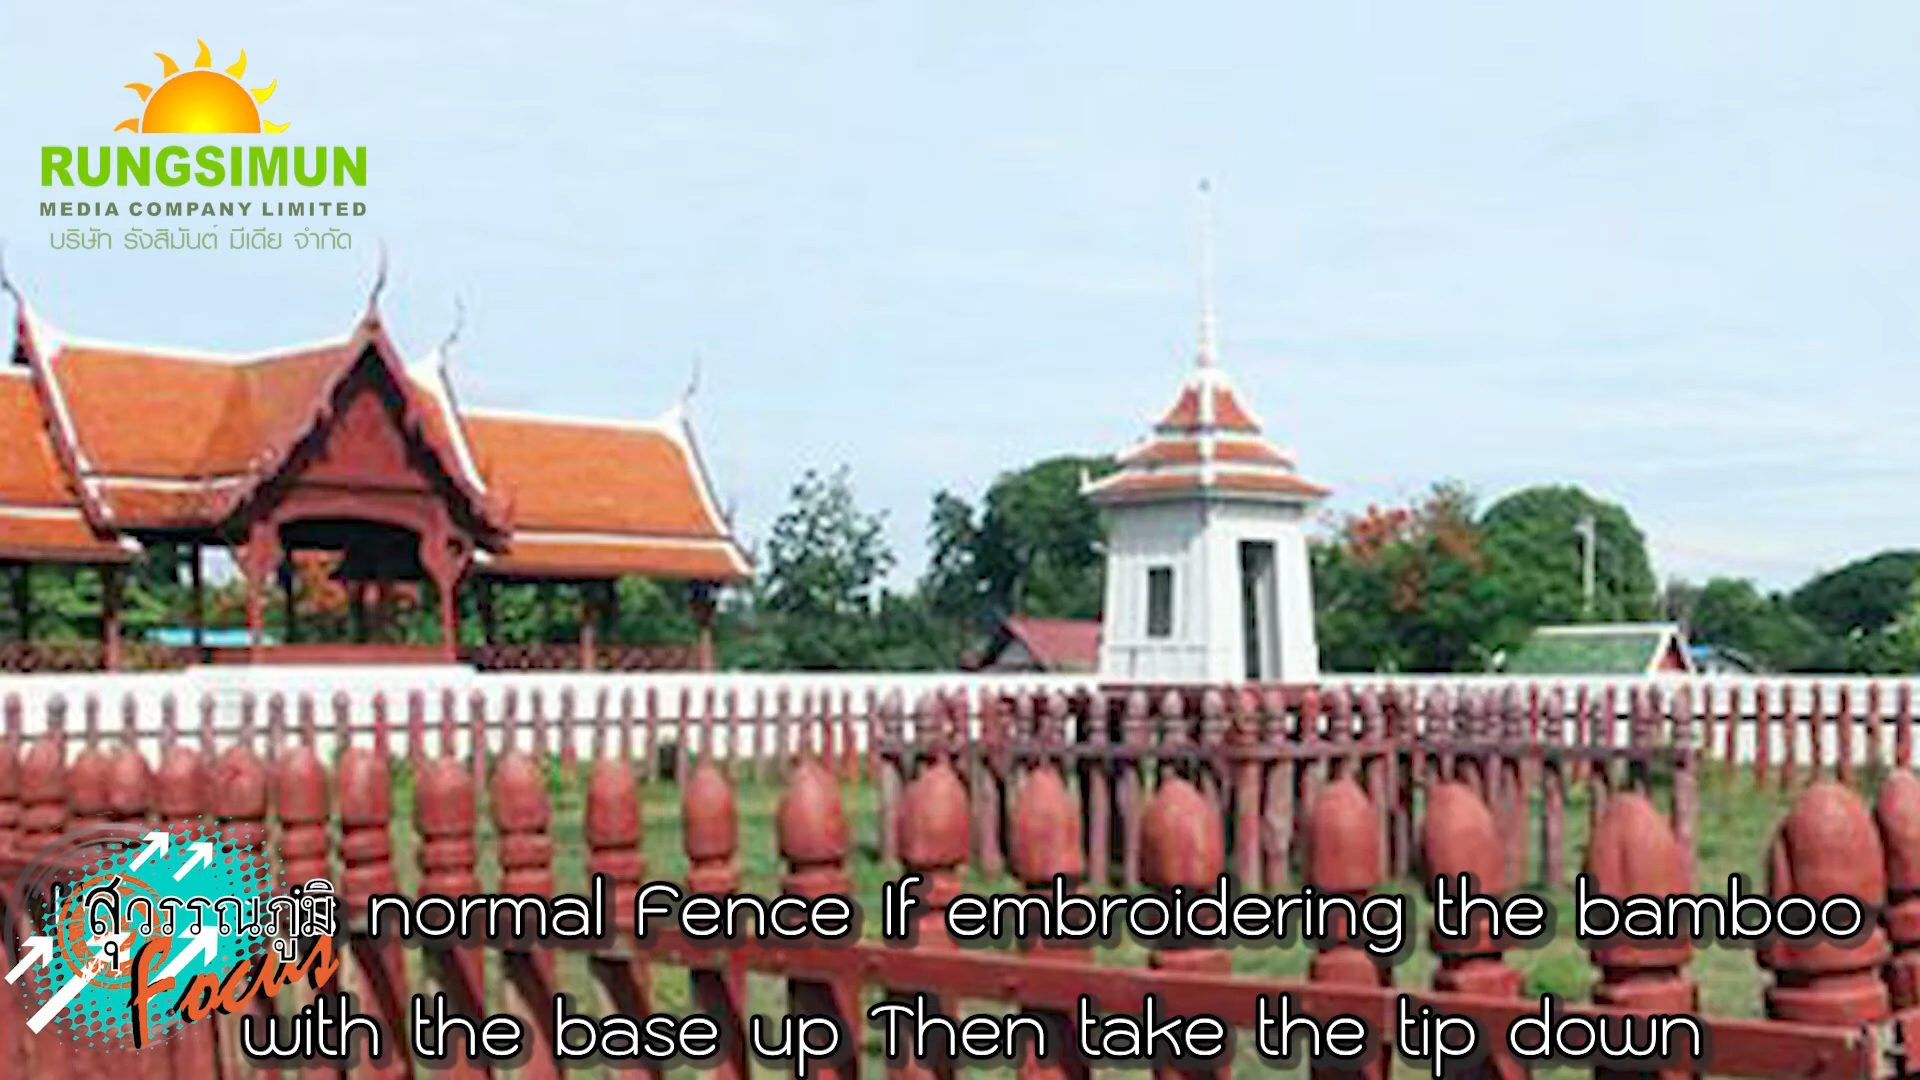 RUNGSIMUN
MEDIA COMPANY LIMITED
บริษัท รังสิมันต์ มีเดีย จำกัด
สุวรรณภูมิ
focus
normal Fence If embroidering the bamboo
with the base up Then take the tip down